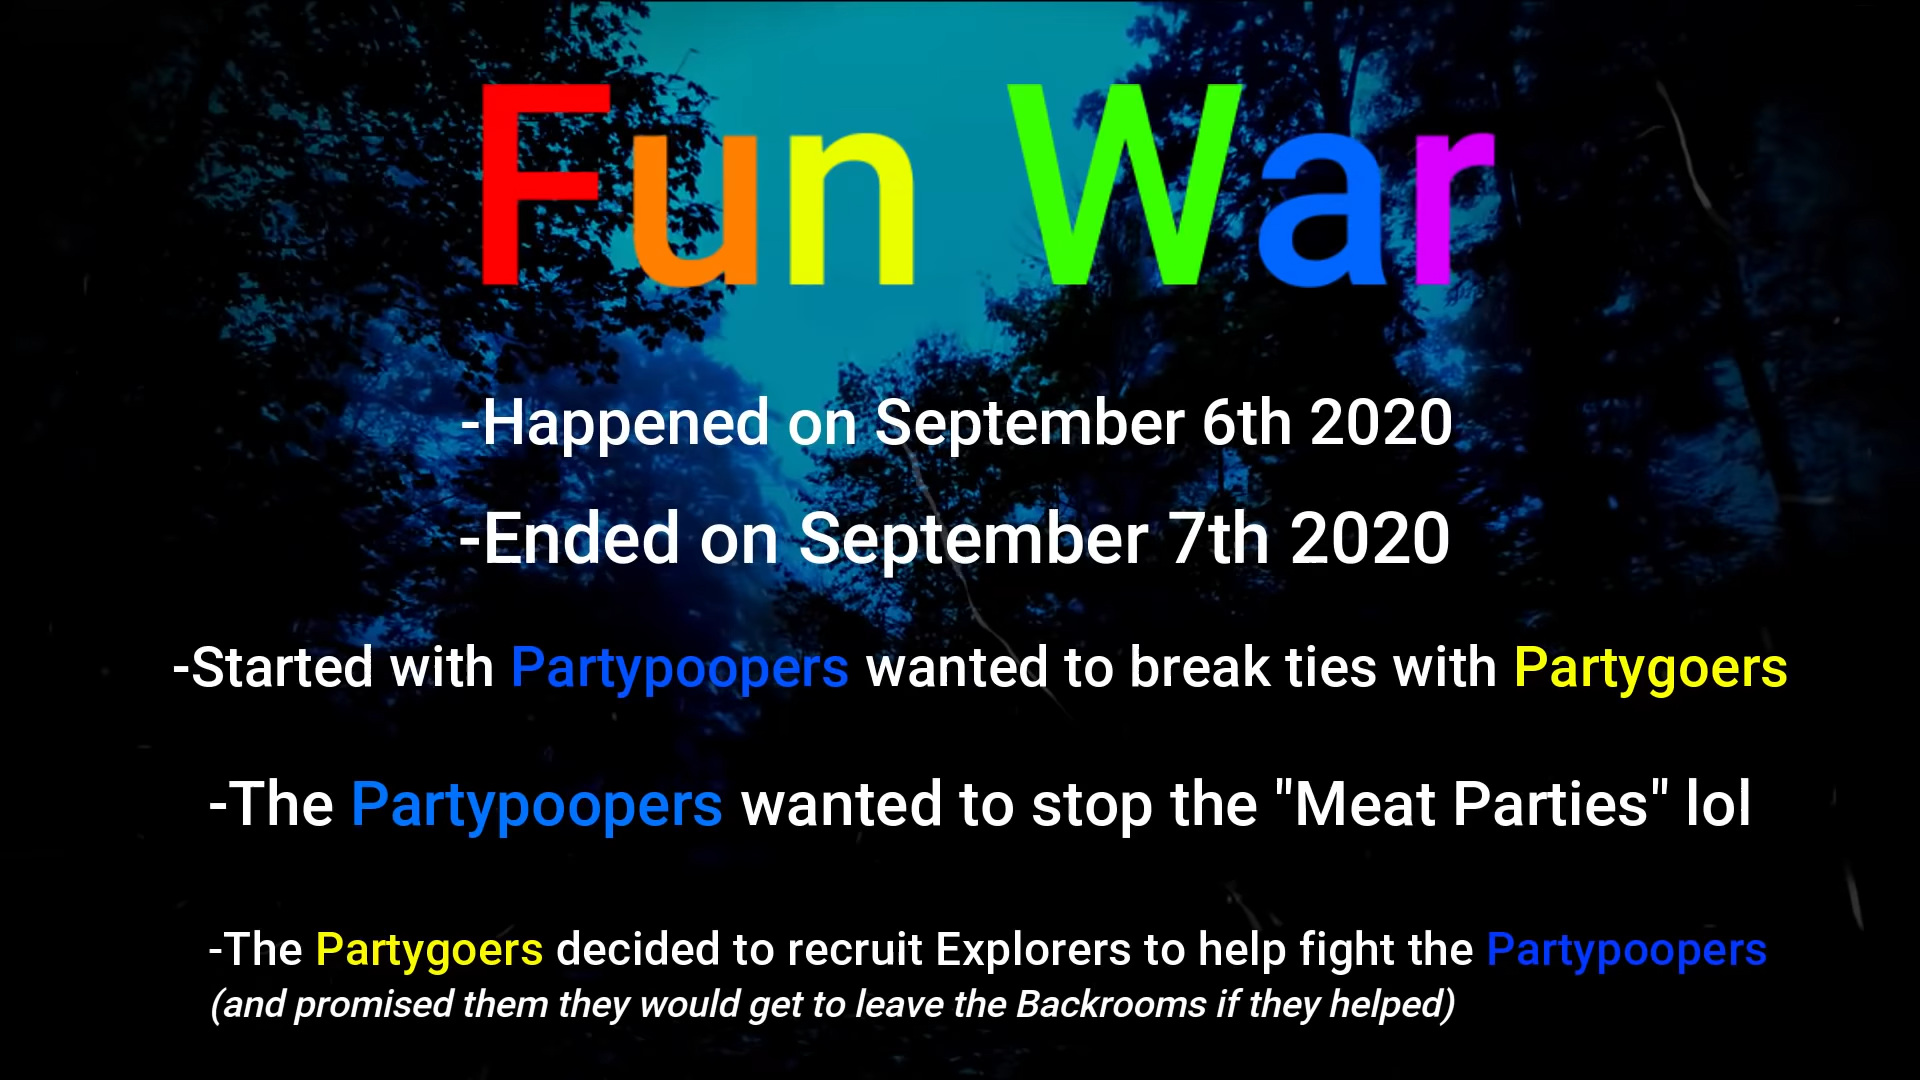 Fun War
-Happened on September 6th 2020
-Ended on September 7th 2020
-Started with Partypoopers wanted to break ties with Partygoers
-The Partypoopers wanted to stop the "Meat Parties" lol
-The Partygoers decided to recruit Explorers to help fight the Partypoopers
(and promised them they would get to leave the Backrooms if they helped)